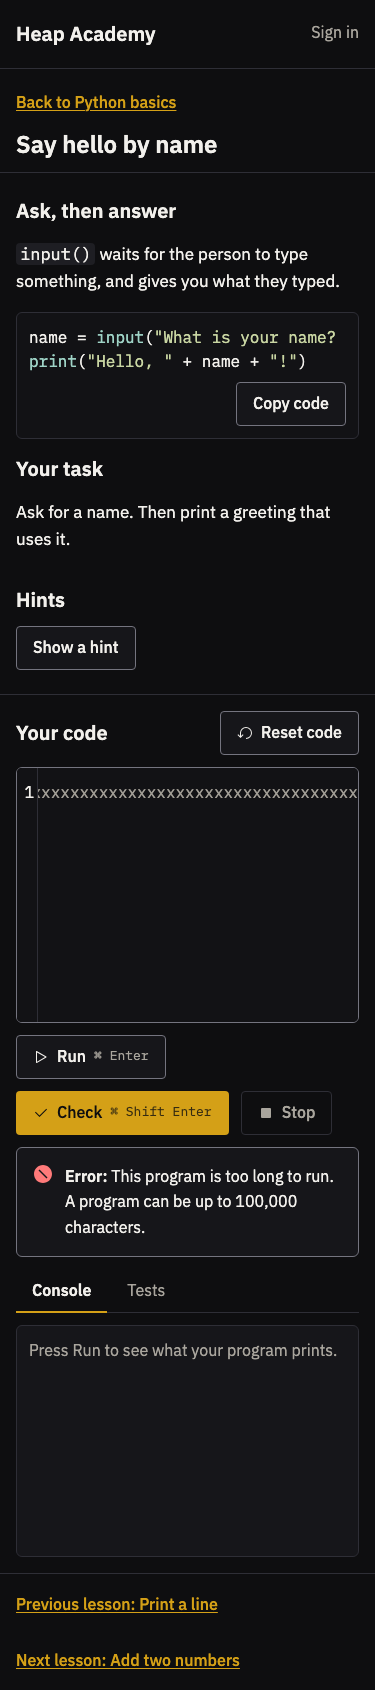 Heap Academy
Sign in
Back to Python basics
Say hello by name
Ask, then answer
input() waits for the person to type
something, and gives you what they typed.
name = input("What is your name?
print("Hello, " + name + "!")
Copy code
Your task
Ask for a name. Then print a greeting that
uses it.
Hints
Show a hint
Your code
Reset code
1
xxxxxxxxxxxxxxxxxxxxxxxxxxxxxxxxx
Run ⌘ Enter
Check ⌘ Shift Enter
Stop
Error: This program is too long to run.
A program can be up to 100,000
characters.
Console
Tests
Press Run to see what your program prints.
Previous lesson: Print a line
Next lesson: Add two numbers